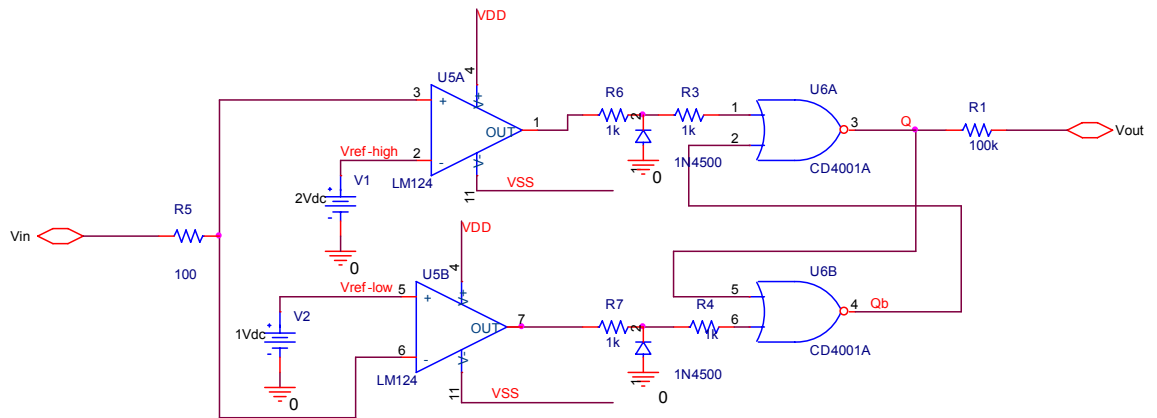 VDD
4
U5A
V+
3
+
R6
R3
U6A
OUT
1
2
1k
1k
1
3
Q
R1
2
Vout
Vref-high
2
-
V-
1
0
1N4500
100k
V1
LM124
11
VSS
CD4001A
2Vdc
R5
Vin
0
VDD
100
4
U5B
V+
Vref-low
5
+
R7
R4
5
U6B
V2
OUT
7
2
6
4
Qb
1Vdc
1k
1k
6
-
V-
1
CD4001A
LM124
1N4500
0
11
VSS
0